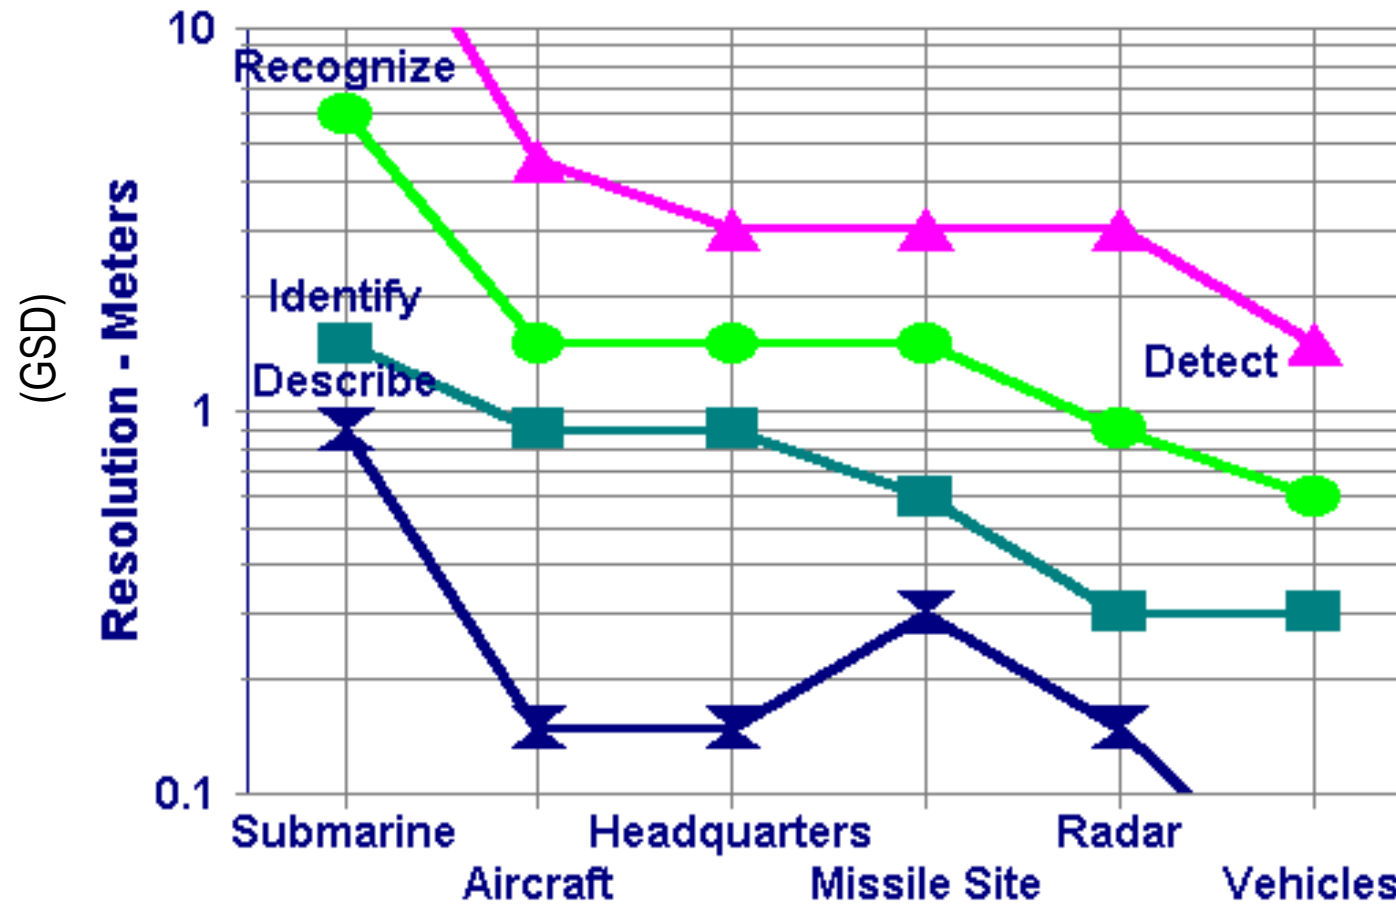 (GSD)
Resolution - Meters
10
1
0.1
Recognize
Identify
Describe
Detect
Submarine
Aircraft
Headquarters
Missile Site
Radar
Vehicles